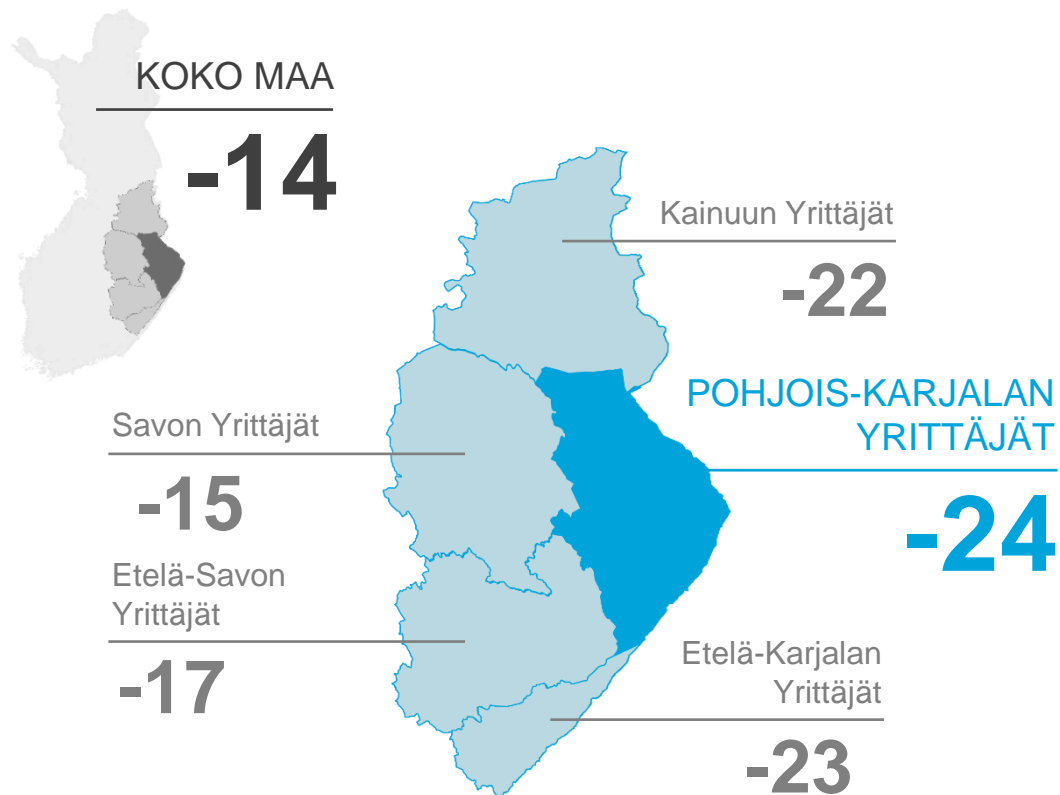 KOKO MAA
-14
Kainuun Yrittäjät
-22
POHJOIS-KARJALAN
YRITTÄJÄT
-24
Savon Yrittäjät
-15
Etelä-Savon
Yrittäjät
-17
Etelä-Karjalan
Yrittäjät
-23